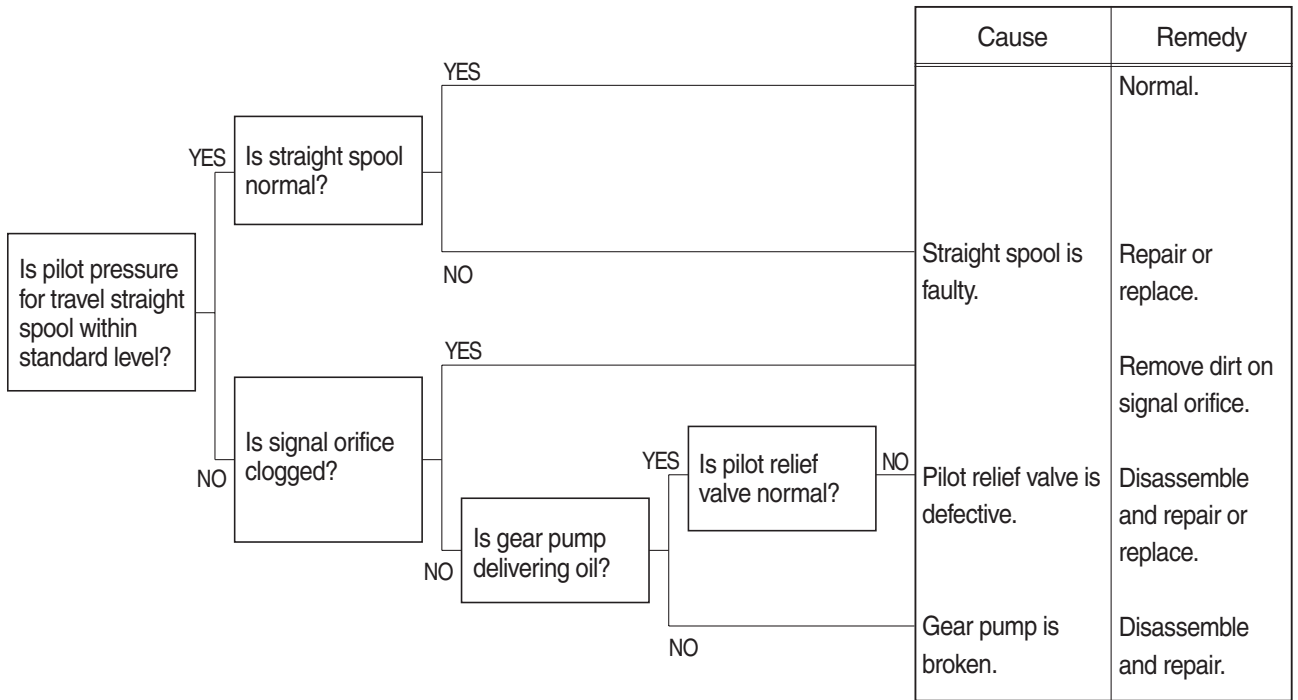 Cause
Remedy
YES
Normal.
YES
Is straight spool
normal?
Is pilot pressure
for travel straight
spool within
standard level?
NO
Straight spool is
faulty.
Repair or
replace.
YES
Remove dirt on
signal orifice.
NO
Is signal orifice
clogged?
YES
Is pilot relief
valve normal?
NO
Pilot relief valve is
defective.
Disassemble
and repair or
replace.
NO
Is gear pump
delivering oil?
NO
Gear pump is
broken.
Disassemble
and repair.